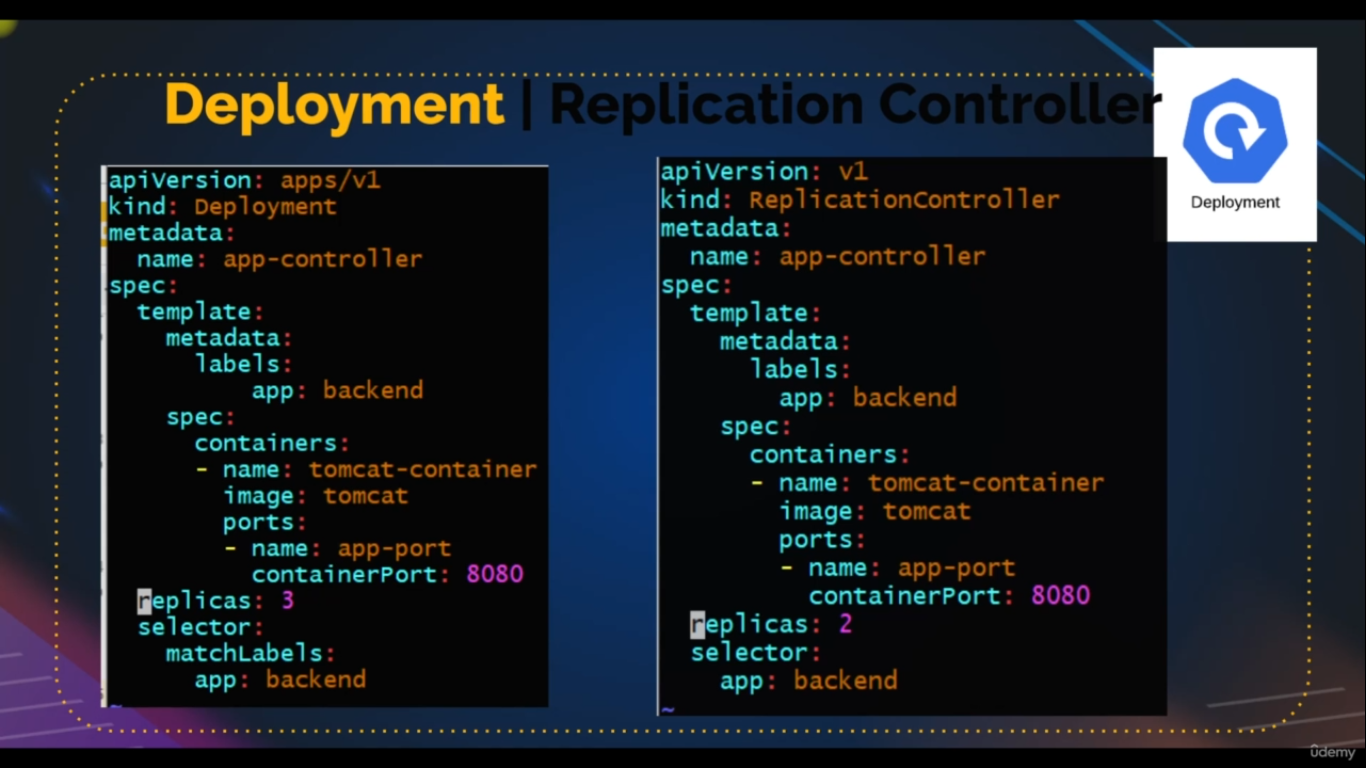 Deployment | Replication Controller
Deployment
apiVersion: apps/v1
kind: Deployment
metadata:
  name: app-controller
spec:
  template:
    metadata:
      labels:
          app: backend
    spec:
      containers:
      - name: tomcat-container
        image: tomcat
        ports:
        - name: app-port
          containerPort: 8080
  replicas: 3
  selector:
    matchLabels:
      app: backend
~
apiVersion: v1
kind: ReplicationController
metadata:
  name: app-controller
spec:
  template:
    metadata:
      labels:
        app: backend
    spec:
      containers:
      - name: tomcat-container
        image: tomcat
        ports:
        - name: app-port
          containerPort: 8080
  replicas: 2
  selector:
    app: backend
~
ûdemy